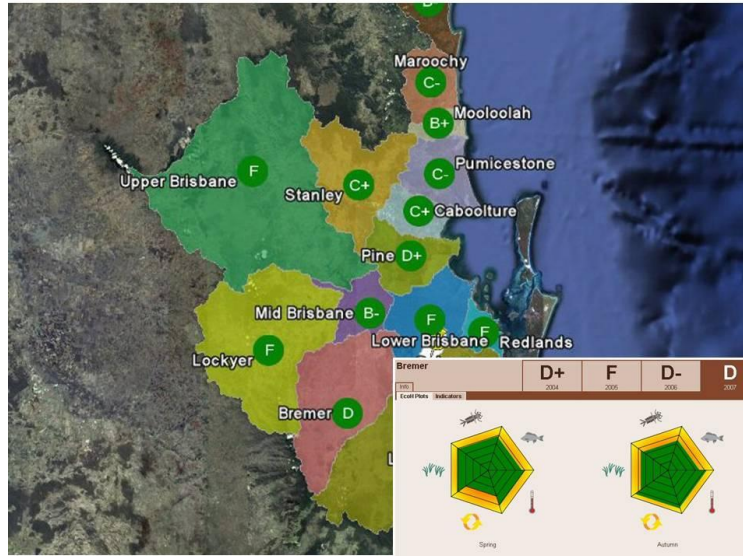 Maroochy
C-
B+
Mooloolah
C-
Pumicestone
F
Upper Brisbane
C+
Stanley
C+
Caboolture
Pine
D+
Mid Brisbane
B-
F
F
Lower Brisbane
Redlands
F
Lockyer
Bremer
D
Bremer
D+
F
D-
D
2004
2005
2006
2007
Info
EcoH Plots
Indicators
Spring
Autumn